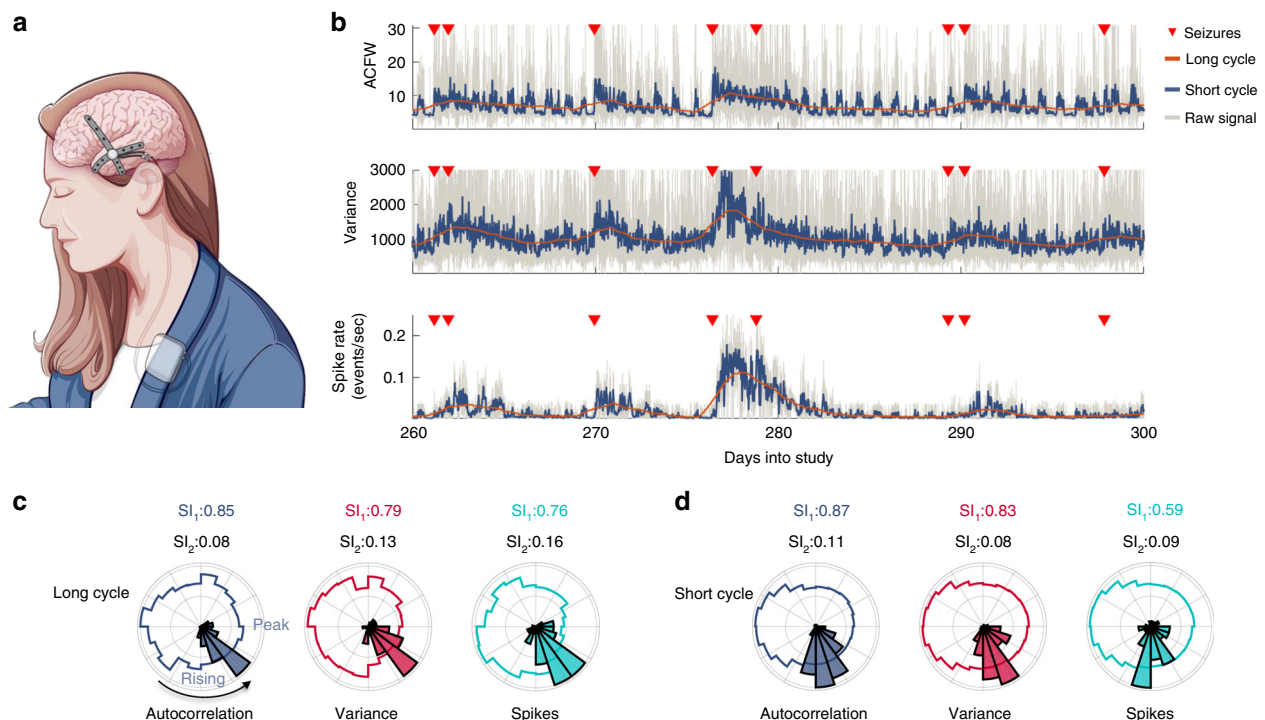 a
b
ACFW
30
20
10
Seizures
Long cycle
Short cycle
Raw signal
Variance
3000
2000
1000
Spike rate
(events/sec)
0.2
0.1
260
270
280
290
300
Days into study
c
SI1:0.85
SI1:0.79
SI1:0.76
SI2:0.08
SI2:0.13
SI2:0.16
Long cycle
Peak
Rising
Autocorrelation
Variance
Spikes
d
SI1:0.87
SI1:0.83
SI1:0.59
SI2:0.11
SI2:0.08
SI2:0.09
Short cycle
Autocorrelation
Variance
Spikes